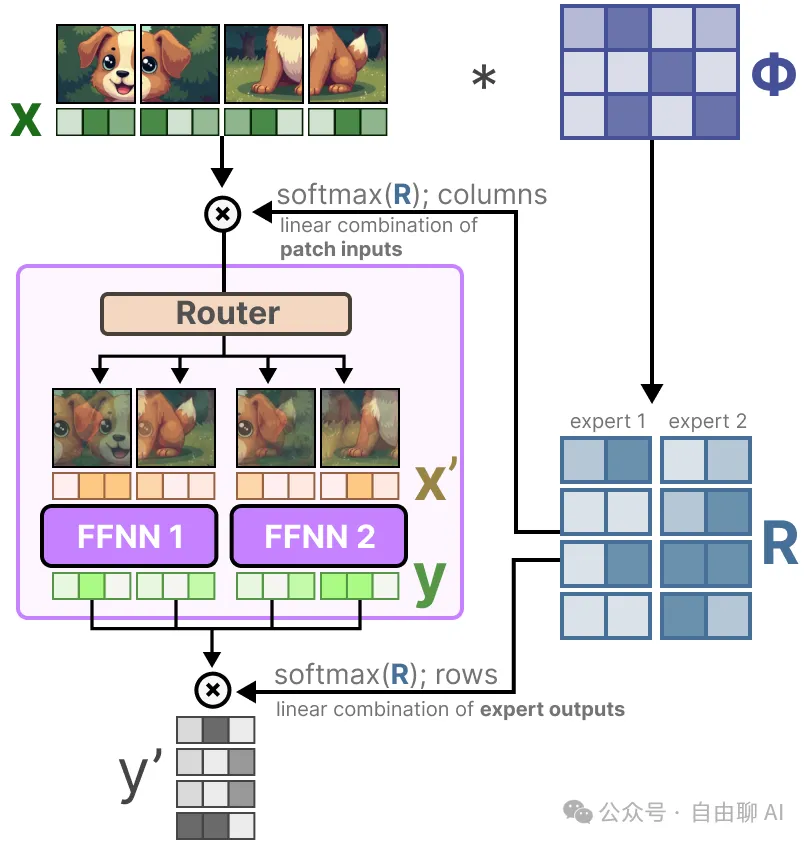 *
Φ
X
softmax(R); columns
linear combination of
patch inputs
Router
expert 1 expert 2
x’
FFNN 1 FFNN 2
R
y
softmax(R); rows
linear combination of expert outputs
y’
公众号 · 自由聊 AI